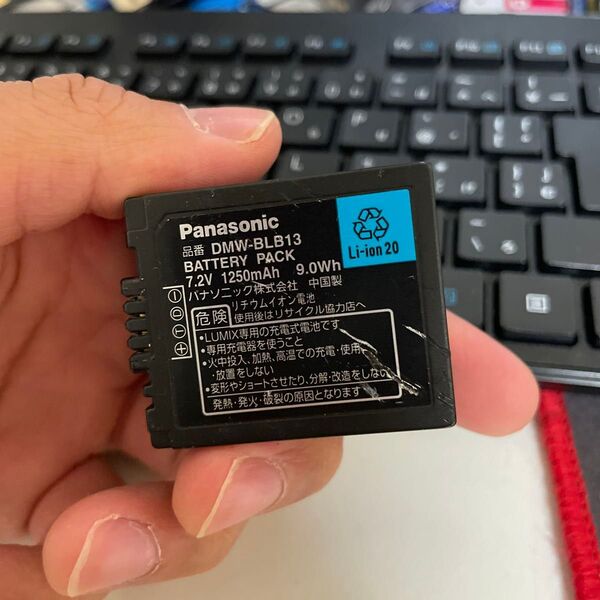 Panasonic
品番 DMW-BLB13
BATTERY PACK
7.2V 1250mAh 9.0Wh
パナソニック株式会社 中国製
リチウムイオン電池
使用後はリサイクル協力店へ
危険
•LUMIX専用の充電式電池です
•専用充電器を使うこと
•火中投入、加熱、高温での充電・使用・
放置をしない
•変形やショートさせたり、分解・改造をしない
発熱・発火・破裂の原因となります
Li-ion 20